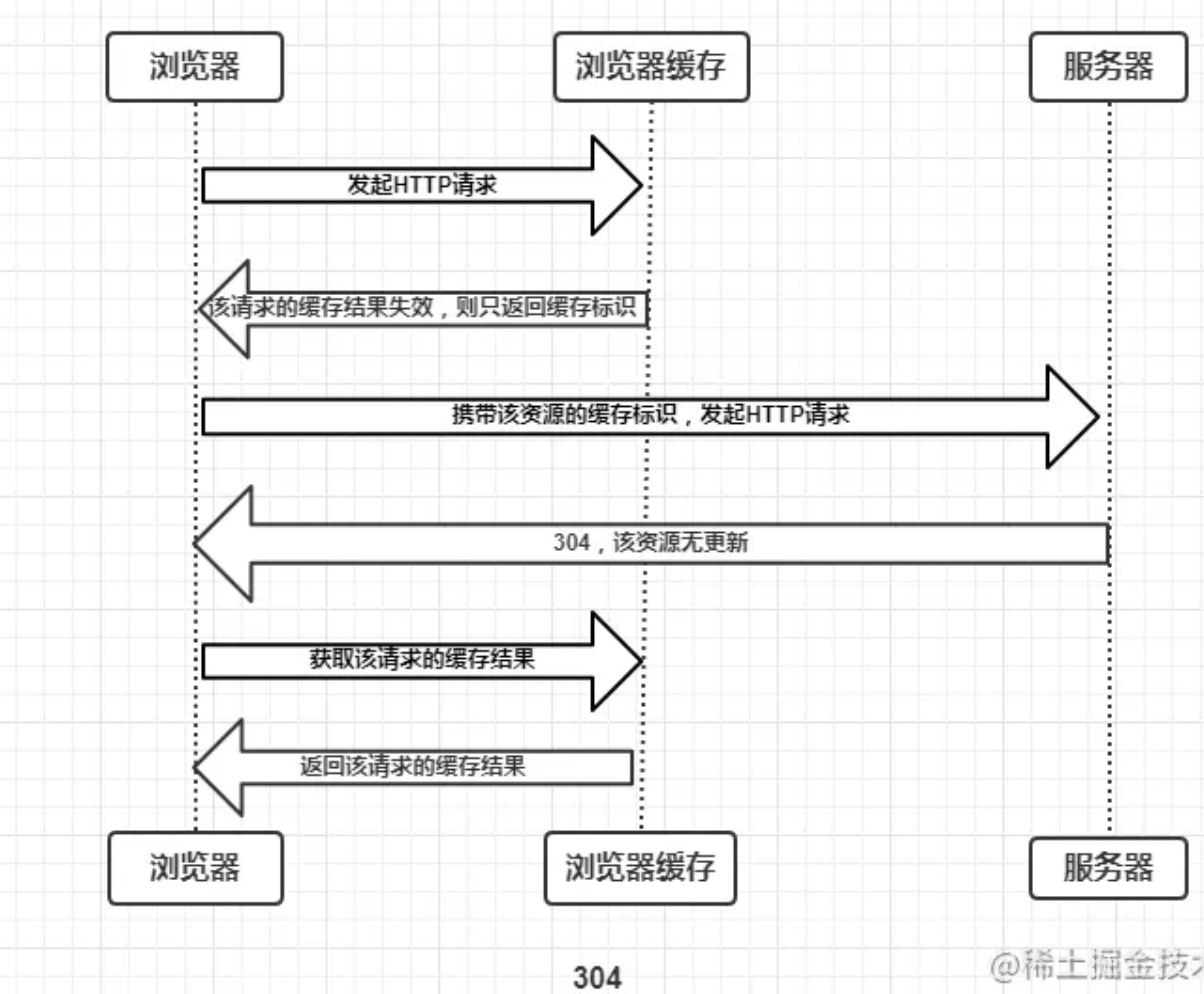 浏览器
浏览器缓存
服务器
发起HTTP请求
该请求的缓存结果失效，则只返回缓存标识
携带该资源的缓存标识，发起HTTP请求
304，该资源无更新
获取该请求的缓存结果
返回该请求的缓存结果
浏览器
浏览器缓存
服务器
304
@稀土掘金技